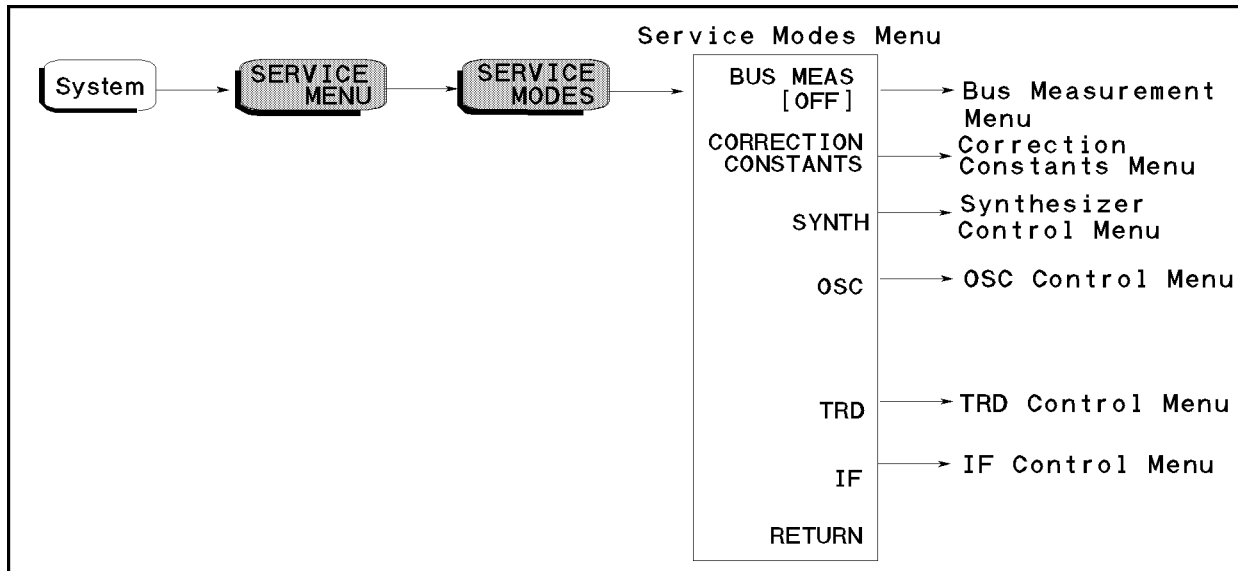 Service Modes Menu
System
SERVICE
MENU
SERVICE
MODES
BUS MEAS
[OFF]
Bus Measurement
Menu
CORRECTION
CONSTANTS
Correction
Constants Menu
SYNTH
Synthesizer
Control Menu
OSC
OSC Control Menu
TRD
TRD Control Menu
IF
IF Control Menu
RETURN